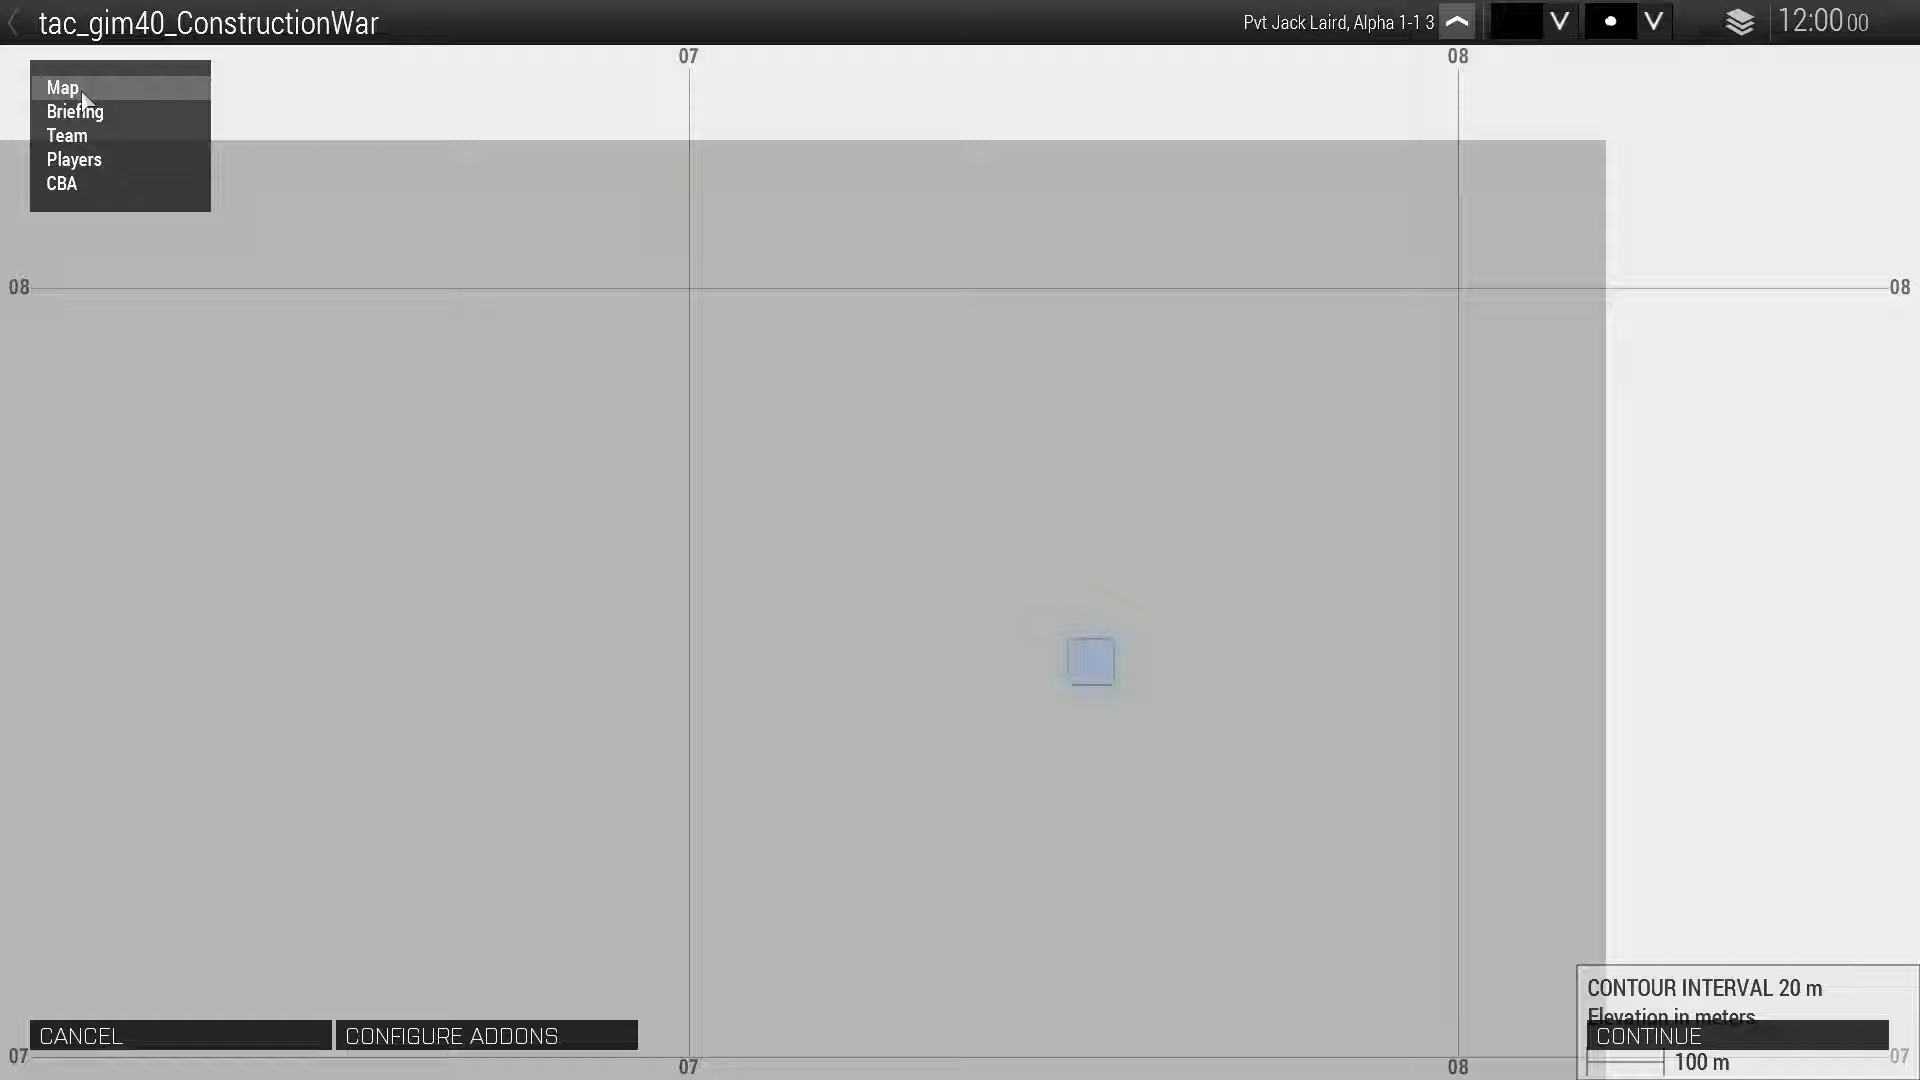 tac_gim40_ConstructionWar
Pvt Jack Laird, Alpha 1-1 3
12:00 00
07
08
Map
Briefing
Team
Players
CBA
08
08
CONTOUR INTERVAL 20 m
Elevation in meters
CANCEL
CONFIGURE ADDONS
CONTINUE
07
07
100 m
07
08